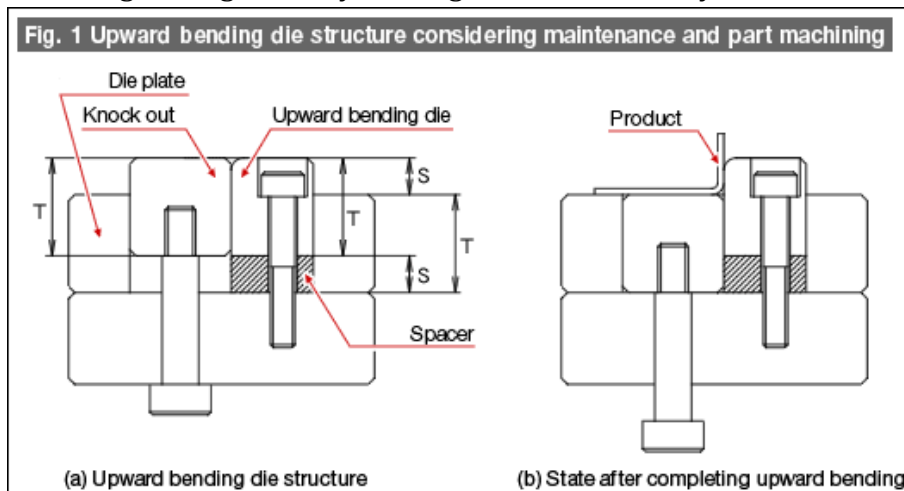 Fig. 1 Upward bending die structure considering maintenance and part machining
Die plate
Knock out
Upward bending die
Product
S
T
T
T
S
Spacer
(a) Upward bending die structure
(b) State after completing upward bending